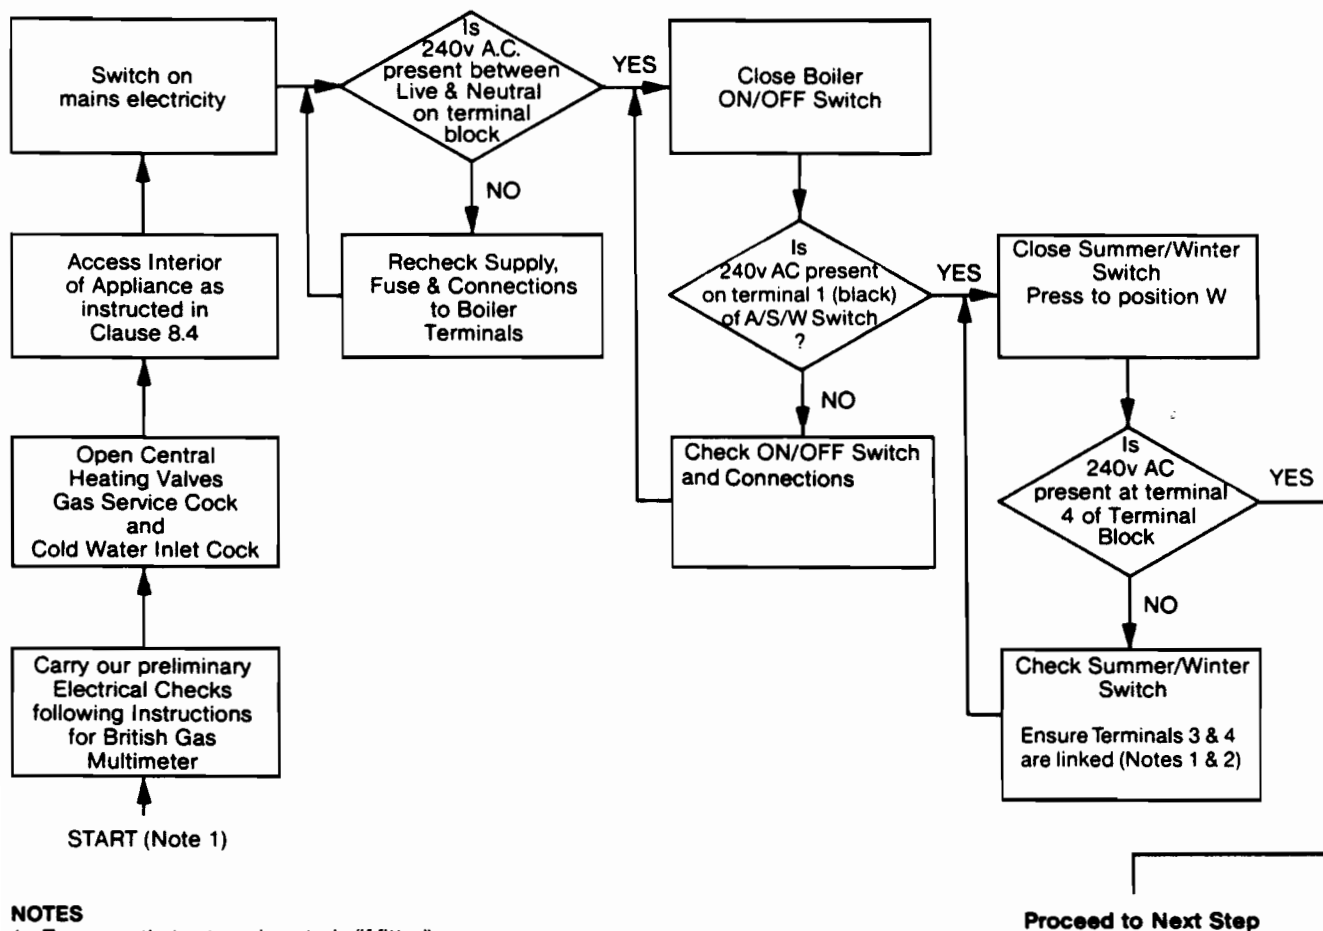 Switch on
mains electricity
Is
240v A.C.
present between
Live & Neutral
on terminal
block
YES
NO
Close Boiler
ON/OFF Switch
Access Interior
of Appliance as
instructed in
Clause 8.4
Recheck Supply,
Fuse & Connections
to Boiler
Terminals
Is
240v AC present
on terminal 1 (black)
of A/S/W Switch
?
YES
NO
Close Summer/Winter
Switch
Press to position W
Open Central
Heating Valves
Gas Service Cock
and
Cold Water Inlet Cock
Check ON/OFF Switch
and Connections
Is
240v AC
present at terminal
4 of Terminal
Block
YES
NO
Carry our preliminary
Electrical Checks
following Instructions
for British Gas
Multimeter
Check Summer/Winter
Switch
Ensure Terminals 3 & 4
are linked (Notes 1 & 2)
START (Note 1)
NOTES
Proceed to Next Step